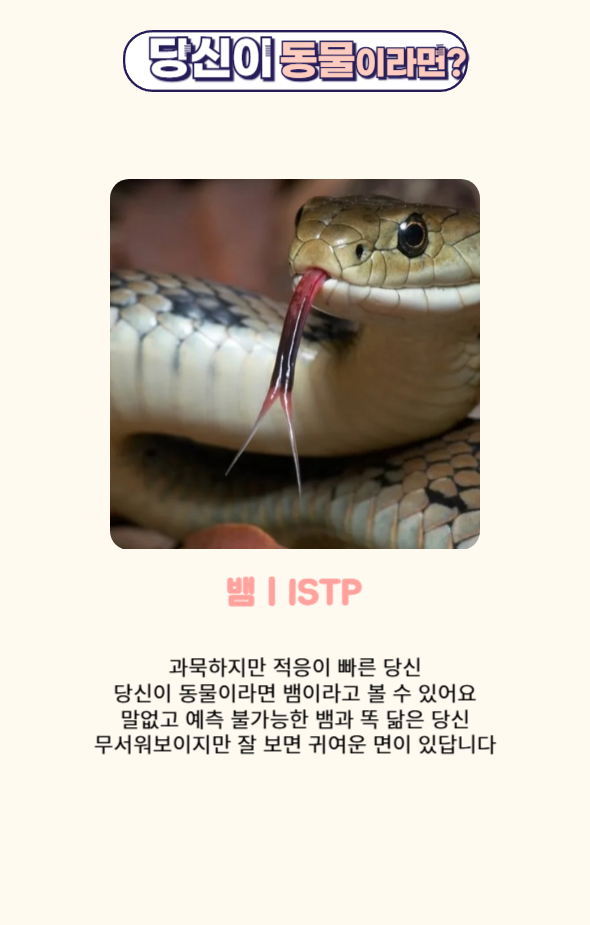 당신이 동물이라면?
뱀 | ISTP
과묵하지만 적응이 빠른 당신
당신이 동물이라면 뱀이라고 볼 수 있어요
말없고 예측 불가능한 뱀과 똑 닮은 당신
무서워보이지만 잘 보면 귀여운 면이 있답니다